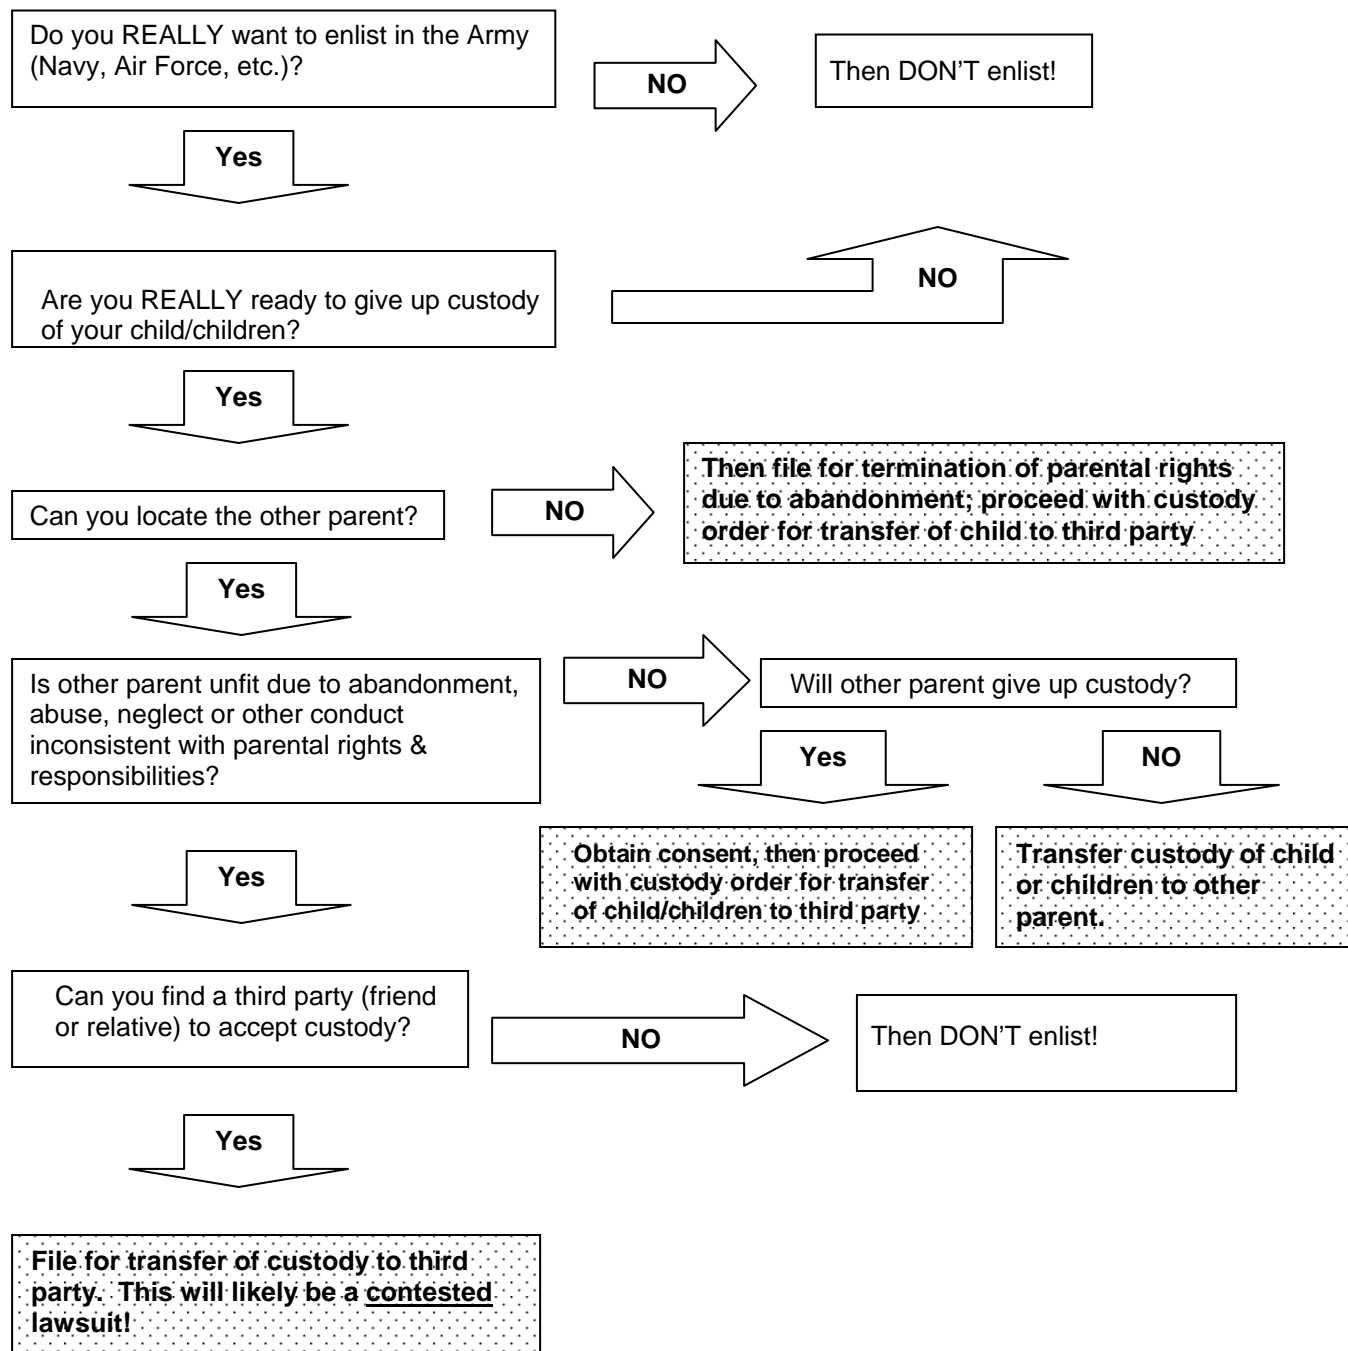 Do you REALLY want to enlist in the Army
(Navy, Air Force, etc.)?
NO
Then DON'T enlist!
Yes
Are you REALLY ready to give up custody
of your child/children?
NO
Yes
Can you locate the other parent?
NO
Then file for termination of parental rights
due to abandonment; proceed with custody
order for transfer of child to third party
Yes
Is other parent unfit due to abandonment,
abuse, neglect or other conduct
inconsistent with parental rights &
responsibilities?
NO
Will other parent give up custody?
Yes
NO
Obtain consent, then proceed
with custody order for transfer
of child/children to third party
Transfer custody of child
or children to other
parent.
Yes
Can you find a third party (friend
or relative) to accept custody?
NO
Then DON'T enlist!
Yes
File for transfer of custody to third
party.  This will likely be a contested
lawsuit!